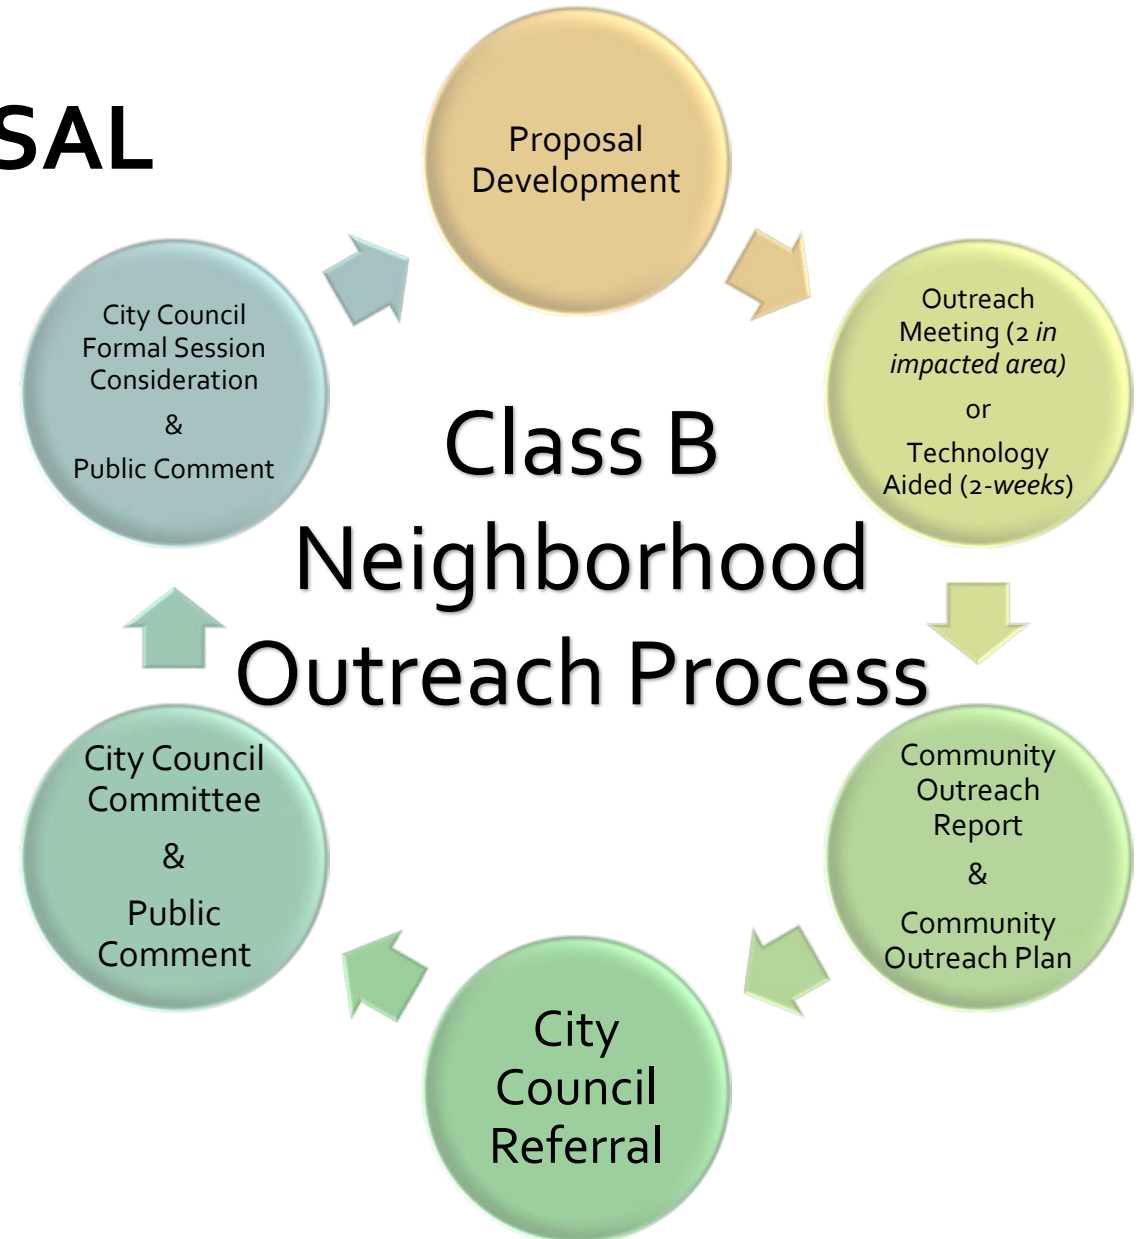 SAL
Proposal
Development
Outreach
Meeting (2 in
impacted area)
or
Technology
Aided (2-weeks)
Community
Outreach
Report
&
Community
Outreach Plan
City
Council
Referral
City Council
Committee
&
Public
Comment
City Council
Formal Session
Consideration
&
Public Comment
Class B
Neighborhood
Outreach Process